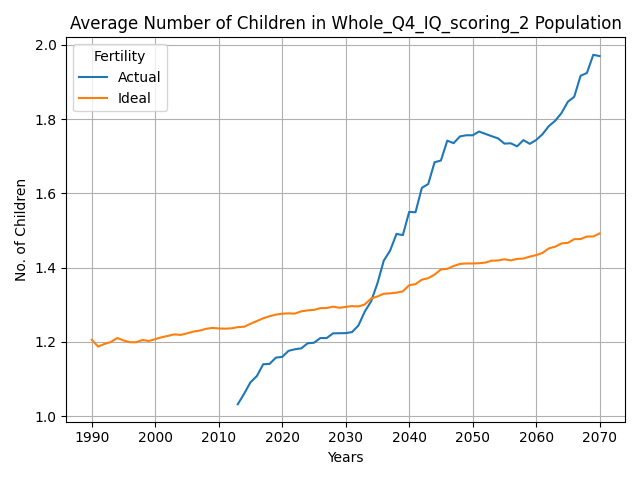 Average Number of Children in Whole_Q4_IQ_scoring_2 Population
Fertility
Actual
Ideal
No. of Children
2.0
1.8
1.6
1.4
1.2
1.0
1990 2000 2010 2020 2030 2040 2050 2060 2070
Years